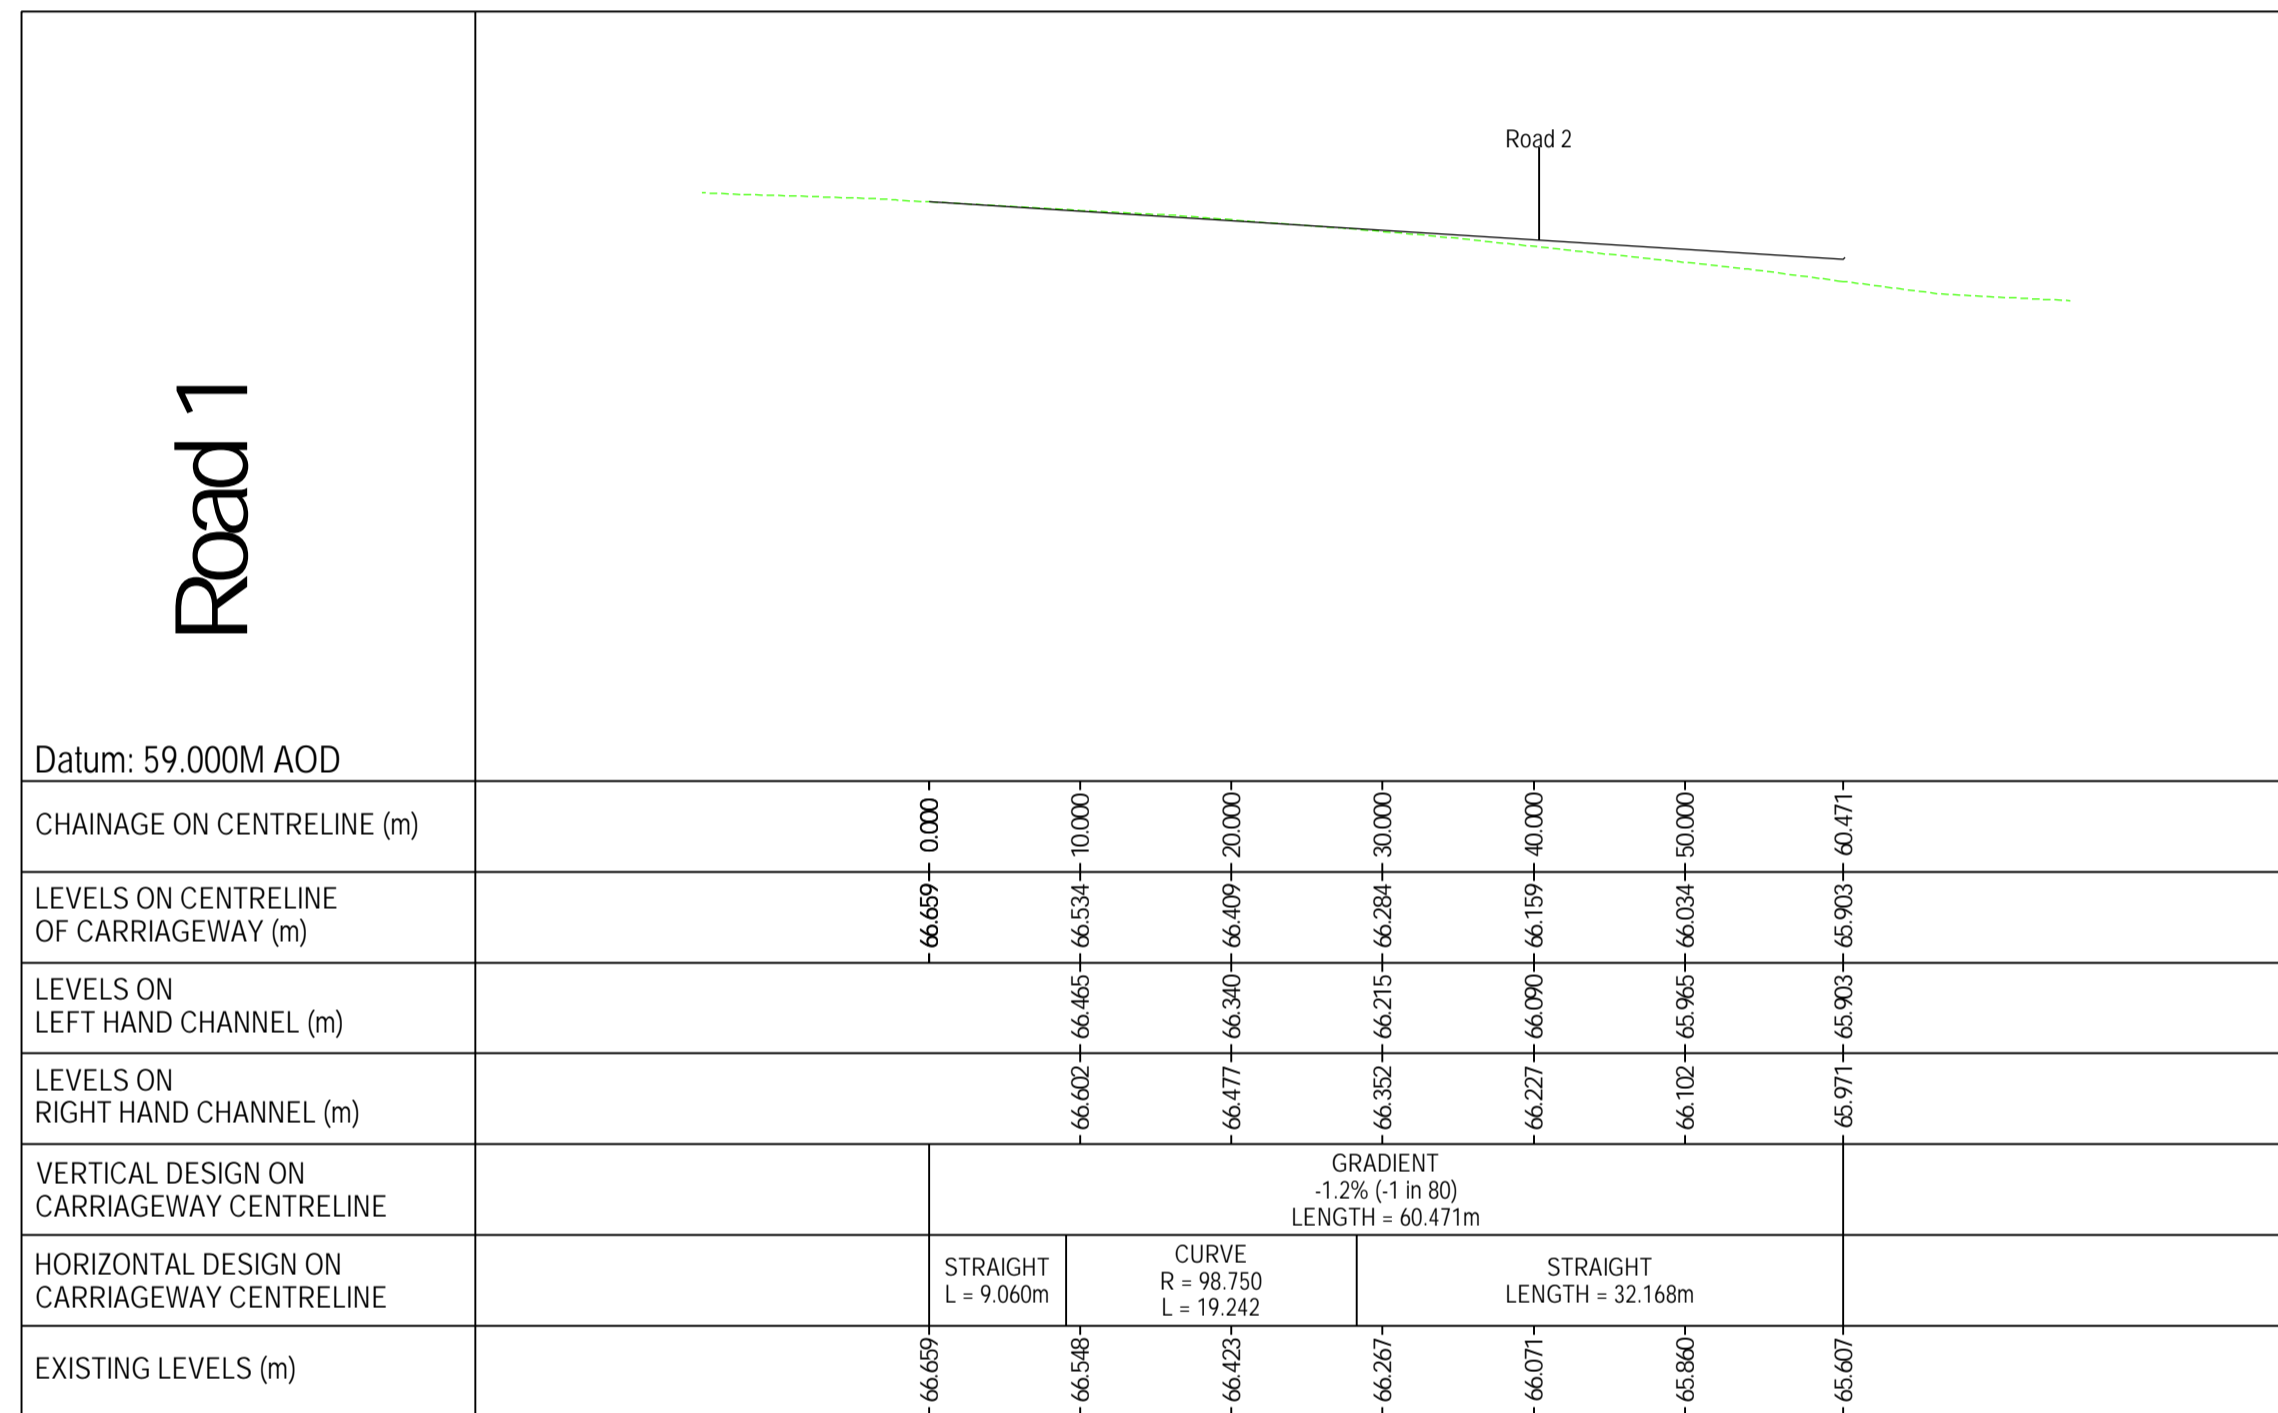 Road 2
Road 1
Datum: 59.000M AOD
CHAINAGE ON CENTRELINE (m)
0.000
10.000
20.000
30.000
40.000
50.000
60.471
LEVELS ON CENTRELINE
OF CARRIAGEWAY (m)
66.659
66.534
66.409
66.284
66.159
66.034
65.903
LEVELS ON
LEFT HAND CHANNEL (m)
66.465
66.340
66.215
66.090
65.965
65.903
LEVELS ON
RIGHT HAND CHANNEL (m)
66.602
66.477
66.352
66.227
66.102
65.971
VERTICAL DESIGN ON
CARRIAGEWAY CENTRELINE
GRADIENT
-1.2% (-1 in 80)
LENGTH = 60.471m
HORIZONTAL DESIGN ON
CARRIAGEWAY CENTRELINE
STRAIGHT
L = 9.060m
CURVE
R = 98.750
L = 19.242
STRAIGHT
LENGTH = 32.168m
EXISTING LEVELS (m)
66.659
66.548
66.423
66.267
66.071
65.860
65.607